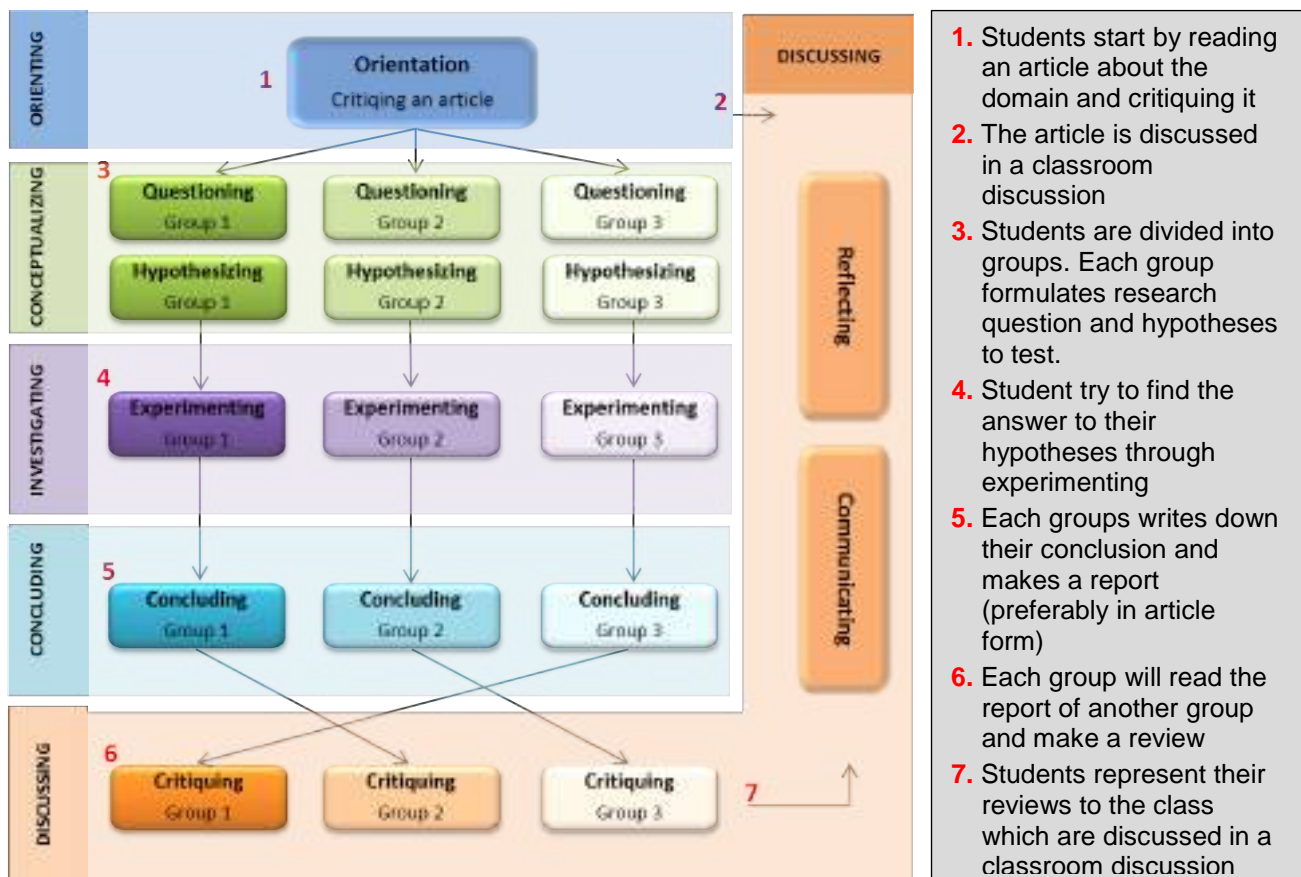 ORIENTING
1
Orientation
Critiqing an article
2
DISCUSSING
CONCEPTUALIZING
3
Questioning
Group 1
Questioning
Group 2
Questioning
Group 3
Hypothesizing
Group 1
Hypothesizing
Group 2
Hypothesizing
Group 3
Reflecting
INVESTIGATING
4
Experimenting
Group 1
Experimenting
Group 2
Experimenting
Group 3
Communicating
CONCLUDING
5
Concluding
Group 1
Concluding
Group 2
Concluding
Group 3
DISCUSSING
6
Critiquing
Group 1
Critiquing
Group 2
Critiquing
Group 3
7
1. Students start by reading
an article about the
domain and critiquing it
2. The article is discussed
in a classroom
discussion
3. Students are divided into
groups. Each group
formulates research
question and hypotheses
to test.
4. Student try to find the
answer to their
hypotheses through
experimenting
5. Each groups writes down
their conclusion and
makes a report
(preferably in article
form)
6. Each group will read the
report of another group
and make a review
7. Students represent their
reviews to the class
which are discussed in a
classroom discussion